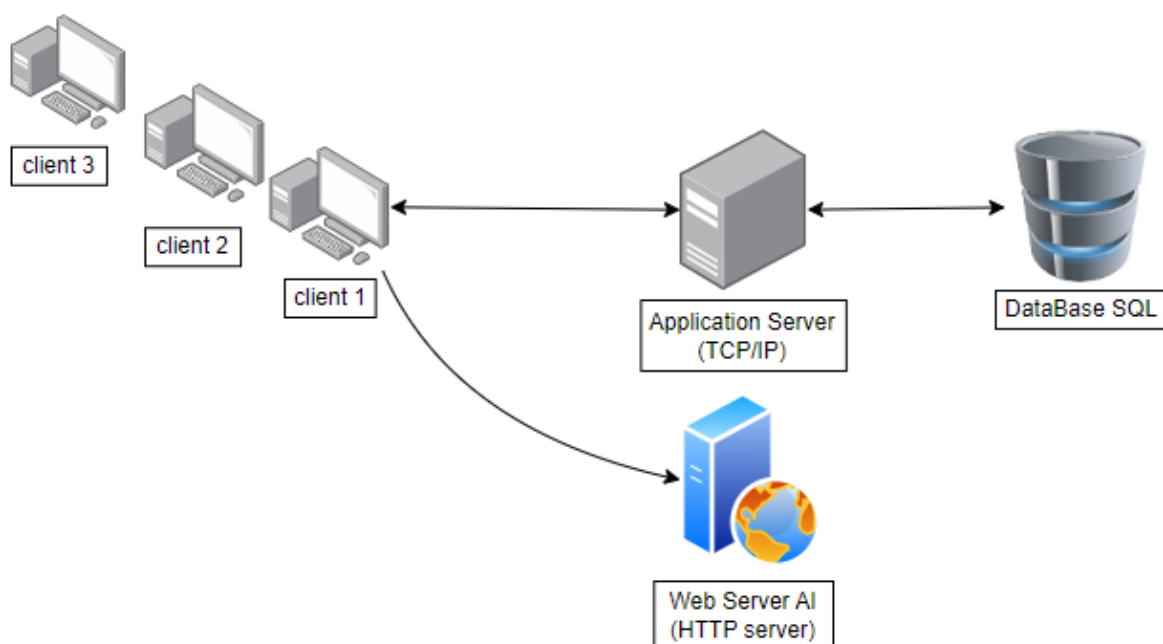 client 3
client 2
client 1
Application Server
(TCP/IP)
DataBase SQL
Web Server AI
(HTTP server)